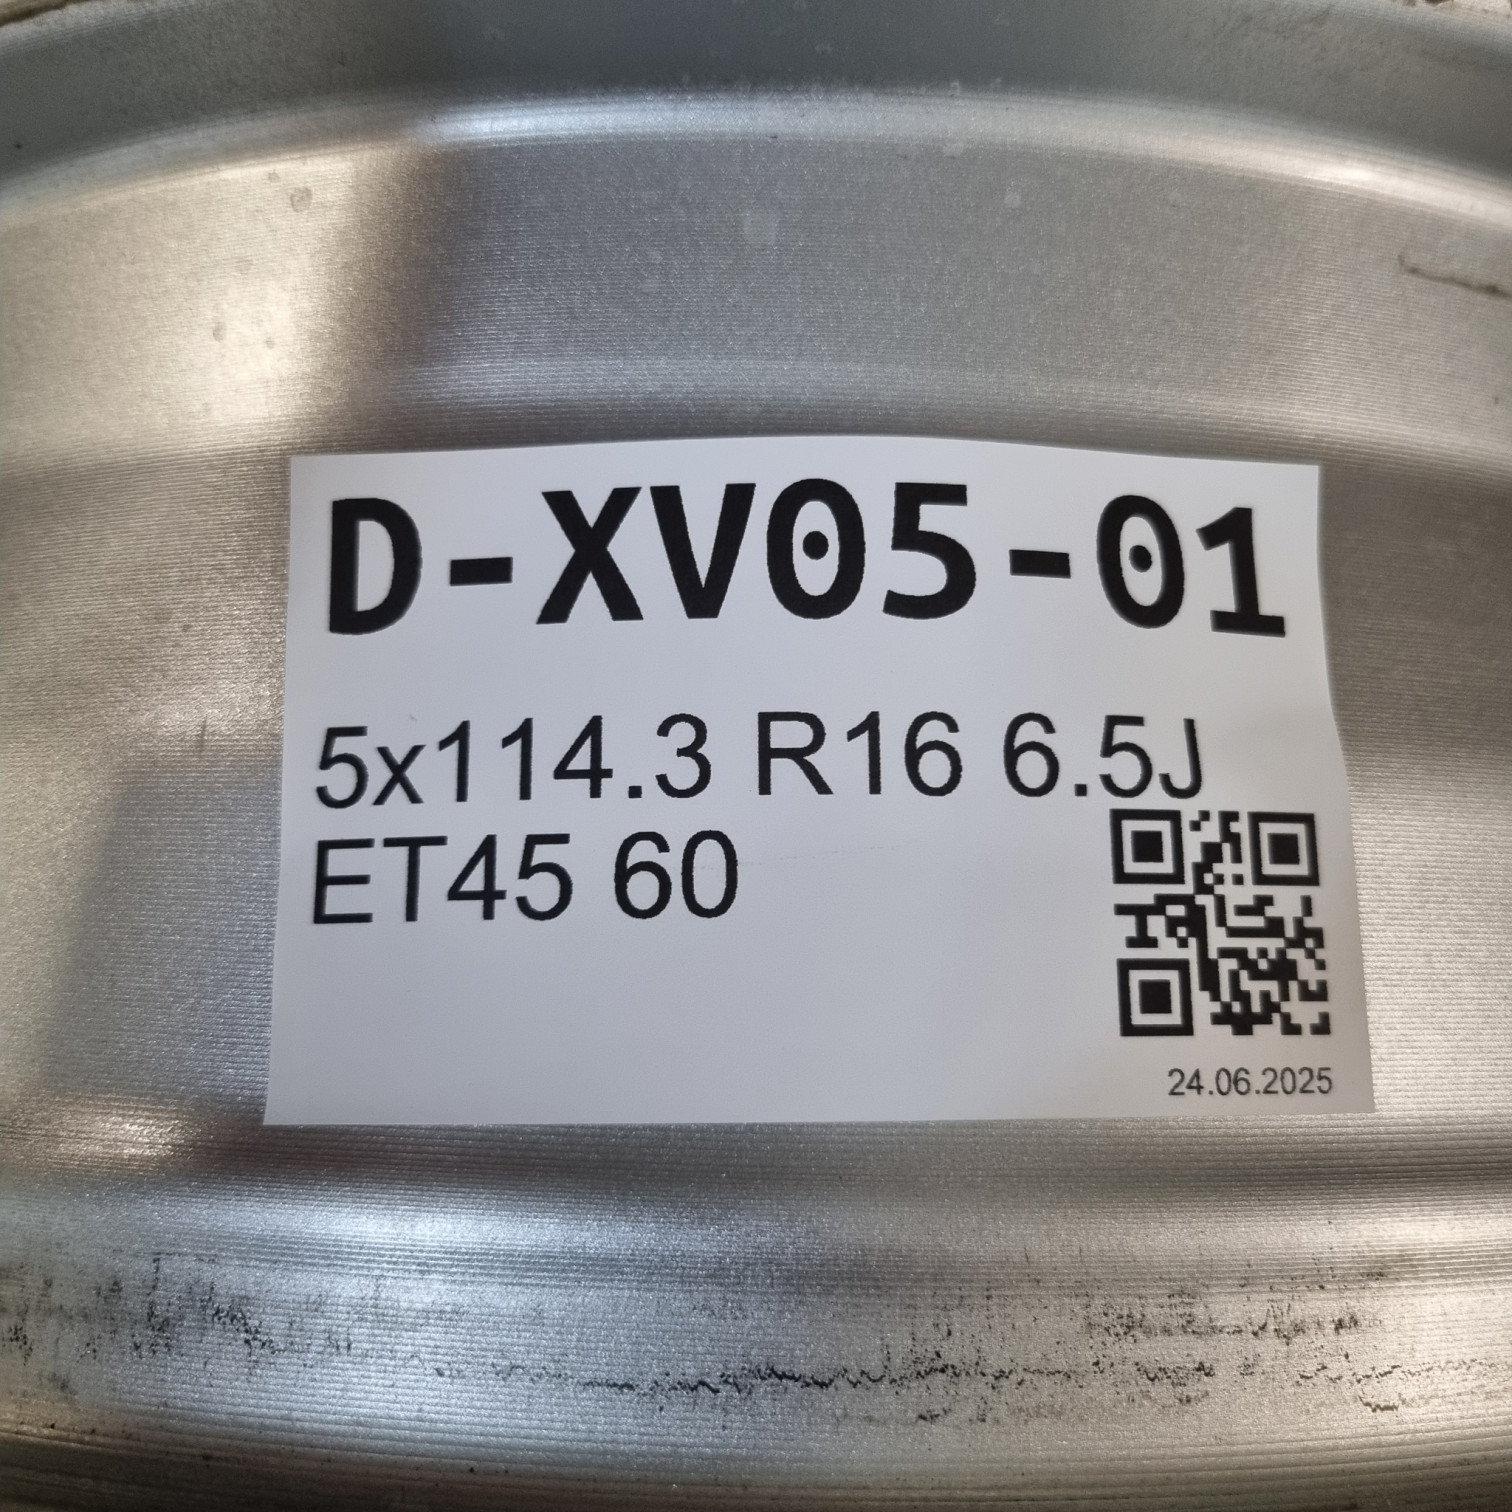 D-XV05-01
5x114.3 R16 6.5J
ET45 60
24.06.2025